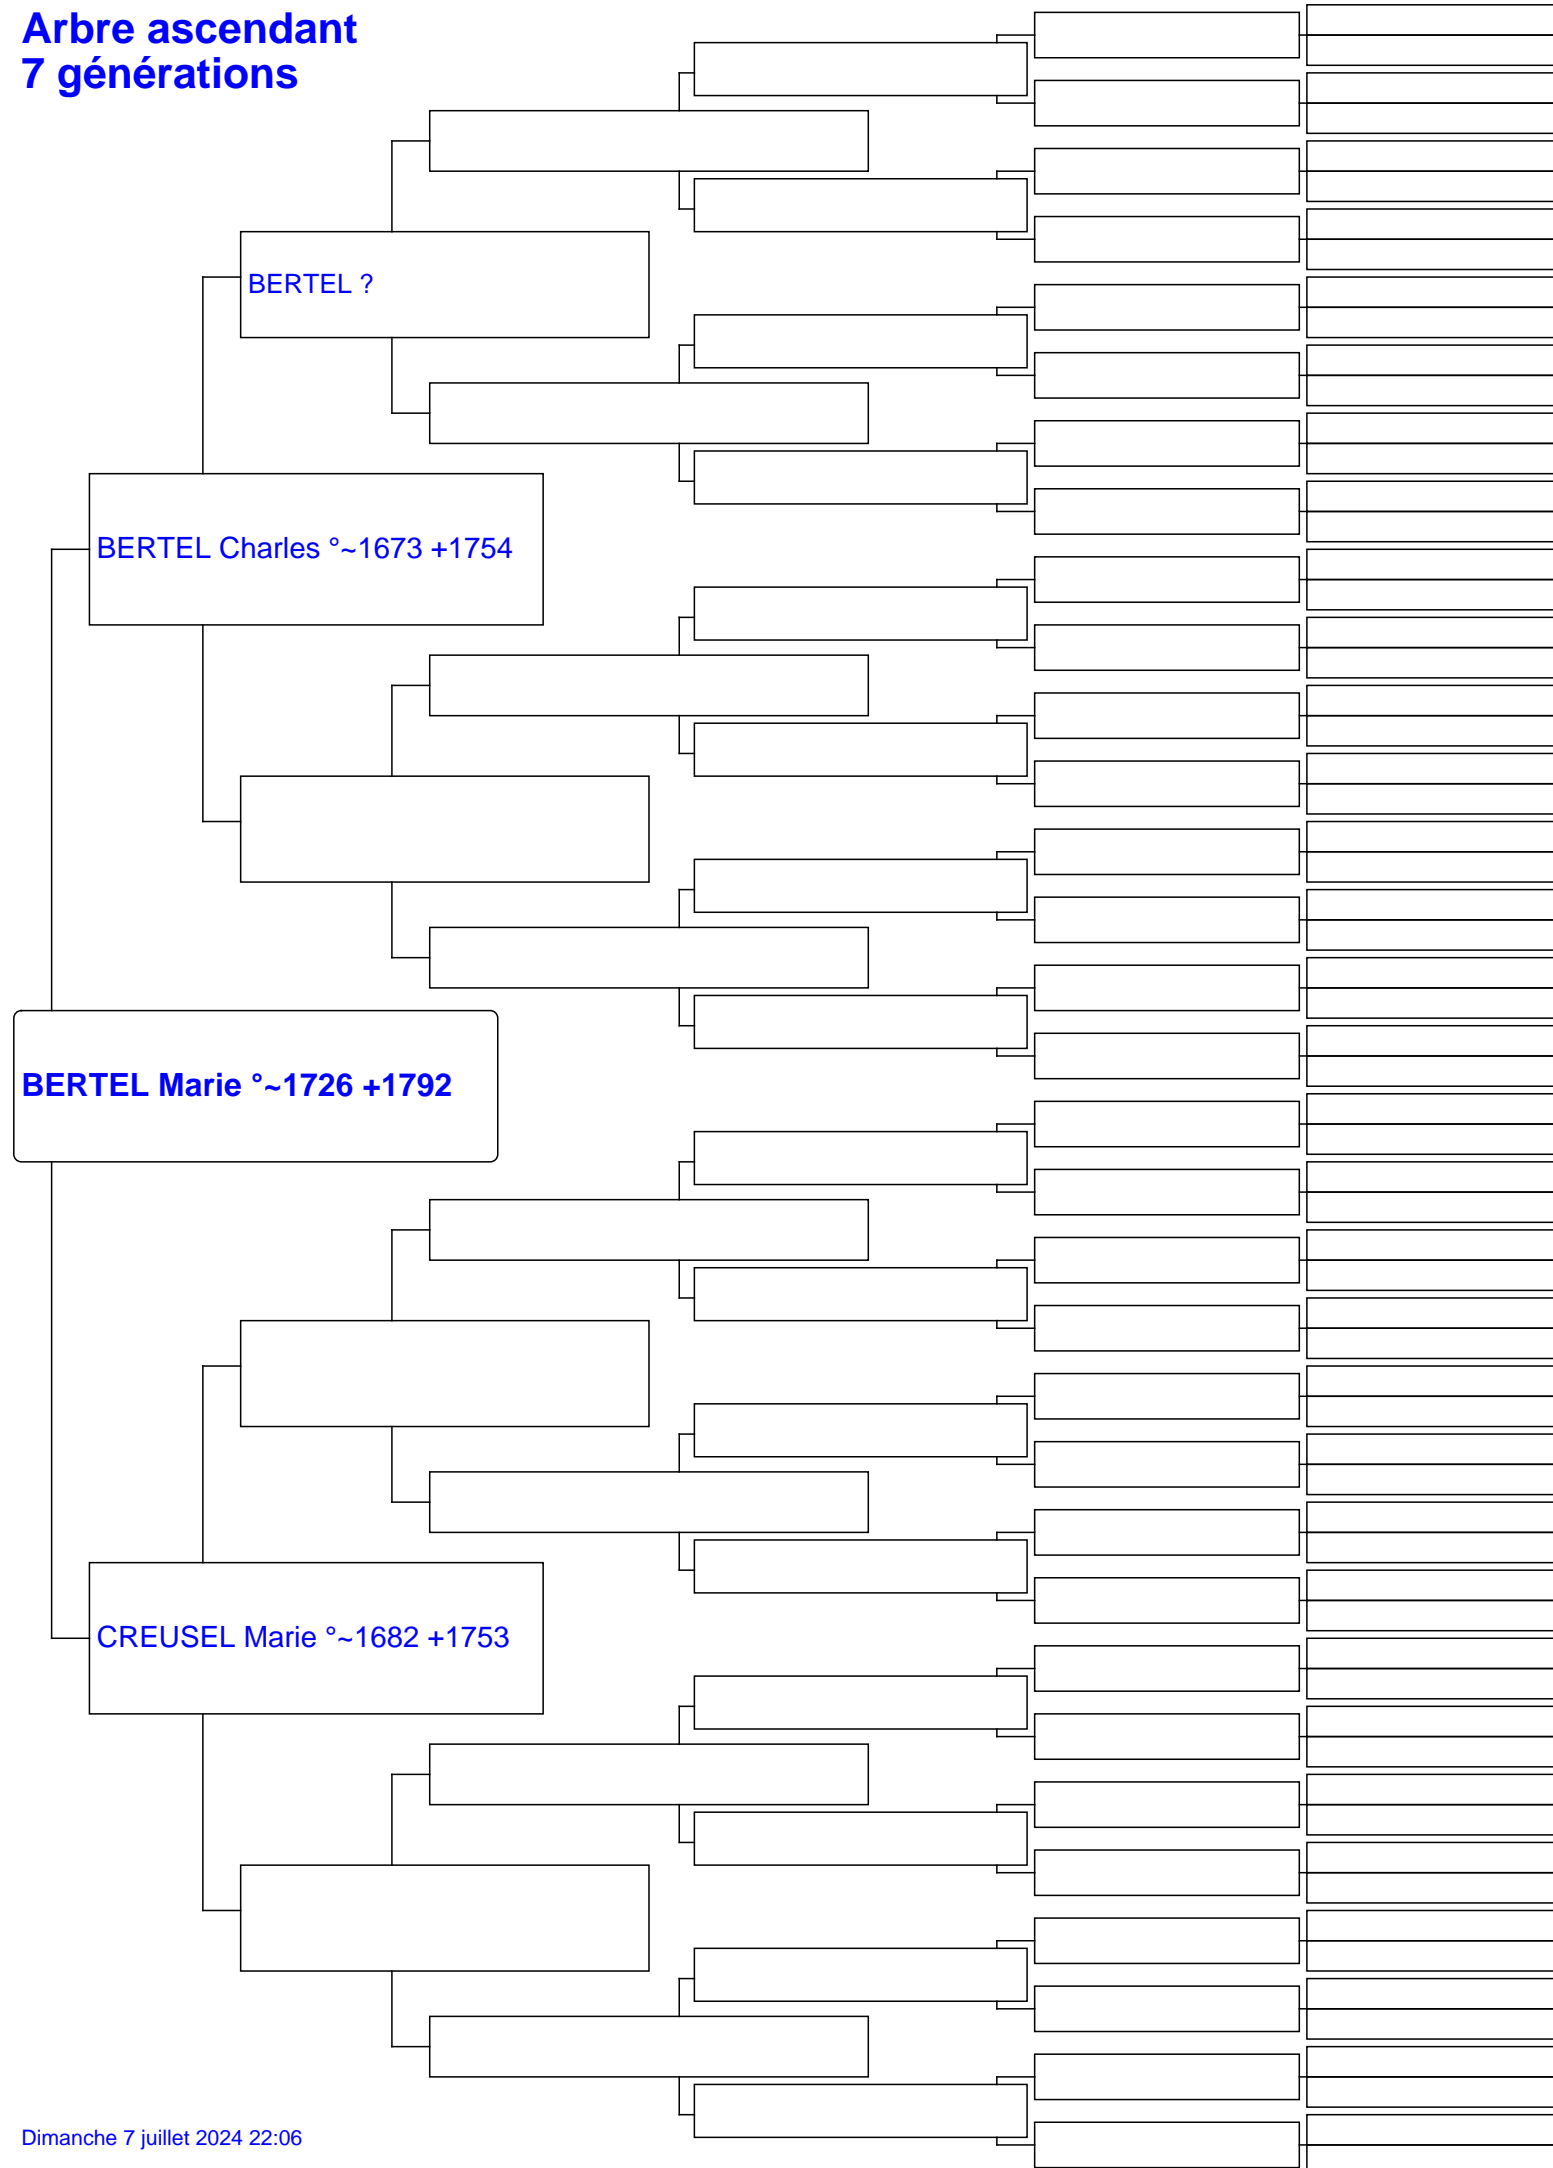 Arbre ascendant
7 générations
BERTEL ?
BERTEL Charles °~1673 +1754
BERTEL Marie °~1726 +1792
CREUSEL Marie °~1682 +1753
Dimanche 7 juillet 2024 22:06